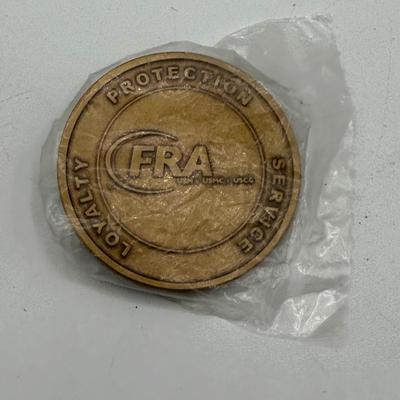 LOYALTY PROTECTION SERVICE
FRA
USN | USMC | USCG